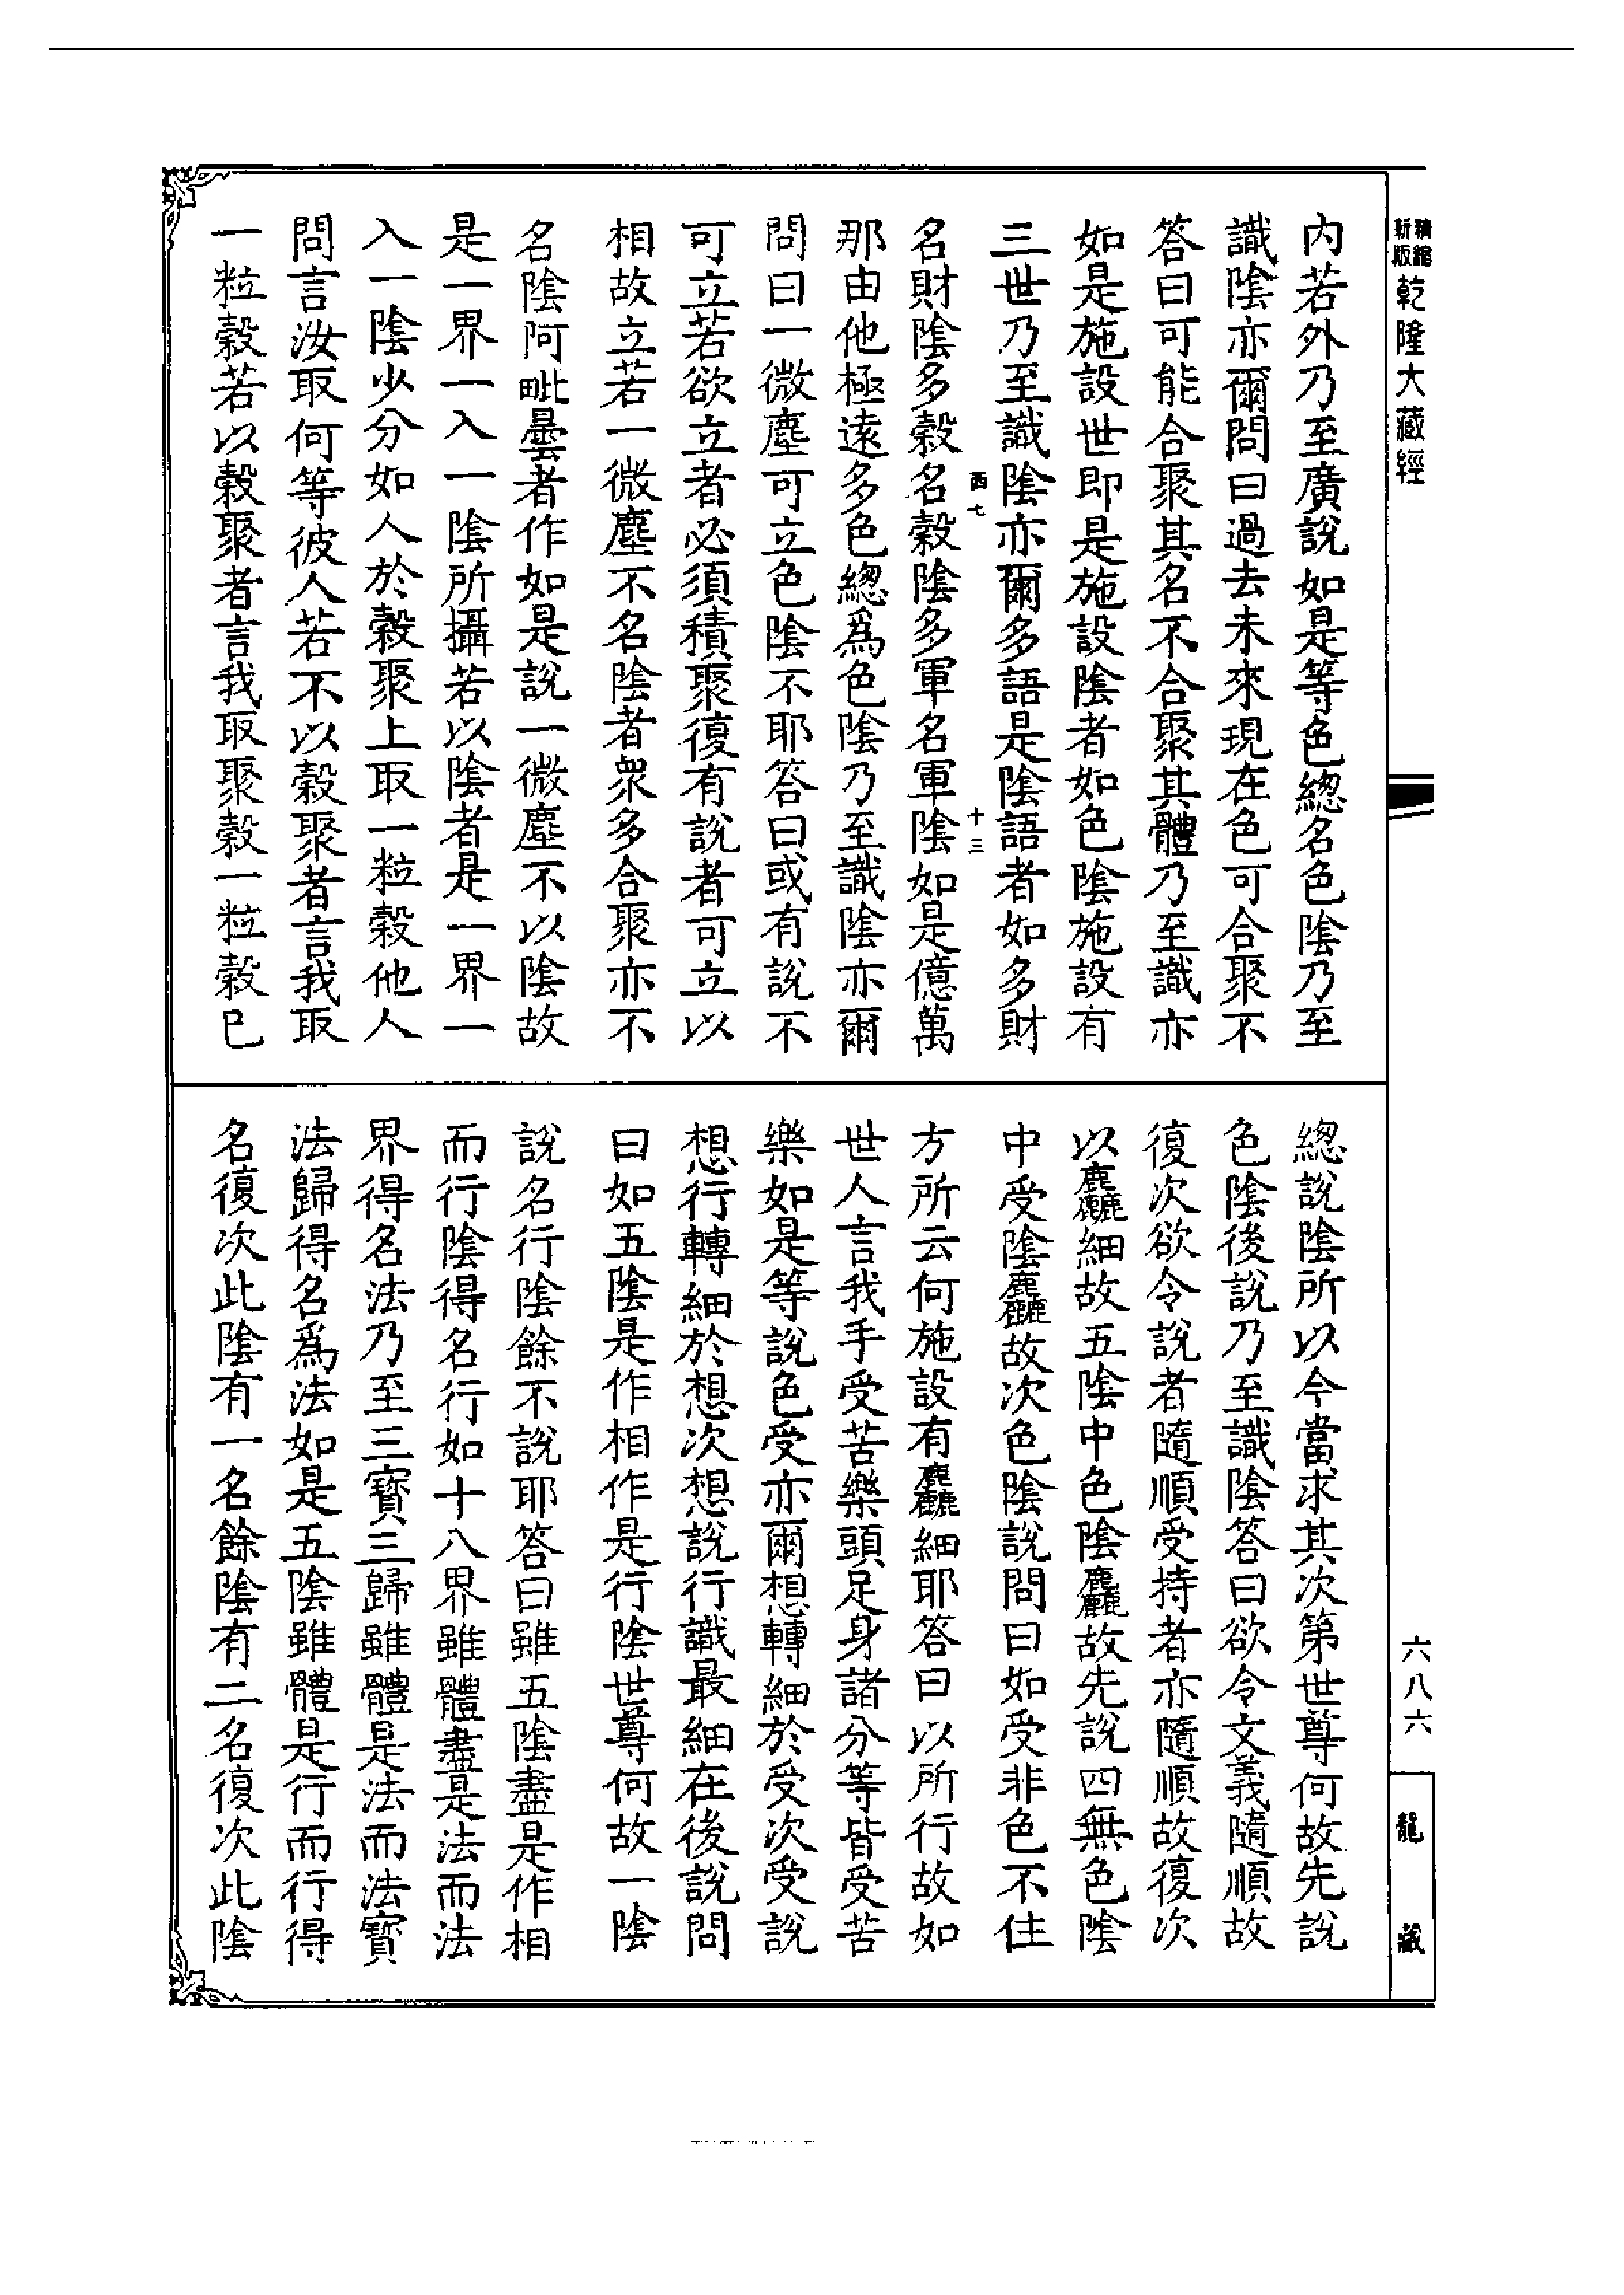 精縮
新版
乾隆大藏經
內若外乃至廣說如是等色總名色陰乃至
識陰亦爾問曰過去未來現在色可合聚不
答曰可能合聚其名不合聚其體乃至識亦
如是施設世即是施設陰者如色陰施設有
三世乃至識陰亦爾多語是陰語者如多財
西七
十三
名財陰多穀名穀陰多軍名軍陰如是億萬
那由他極遠多色總爲色陰乃至識陰亦爾
問曰一微塵可立色陰不耶答曰或有說不
可立若欲立者必須積聚復有說者可立以
相故立若一微塵不名陰者衆多合聚亦不
名陰阿毗曇者作如是說一微塵不以陰故
是一界一入一陰所攝若以陰者是一界一
入一陰少分如人於穀聚上取一粒穀他人
問言汝取何等彼人若不以穀聚者言我取
一粒穀若以穀聚者言我取聚穀一粒穀已
總說陰所以今當求其次第世尊何故先說
色陰後說乃至識陰答曰欲令文義隨順故
復次欲令說者隨順受持者亦隨順故復次
以麤細故五陰中色陰麤故先說四無色陰
中受陰麤故次色陰說問曰如受非色不住
方所云何施設有麤細耶答曰以所行故如
世人言我手受苦樂頭足身諸分等皆受苦
樂如是等說色受亦爾想轉細於受次受說
想行轉細於想次想說行識最細在後說問
曰如五陰是作相作是行陰世尊何故一陰
說名行陰餘不說耶答曰雖五陰盡是作相
而行陰得名行如十八界雖體盡是法而法
界得名法乃至三寶三歸雖體是法而法寶
法歸得名爲法如是五陰雖體是行而行得
名復次此陰有一名餘陰有二名復次此陰
六八六
龍藏